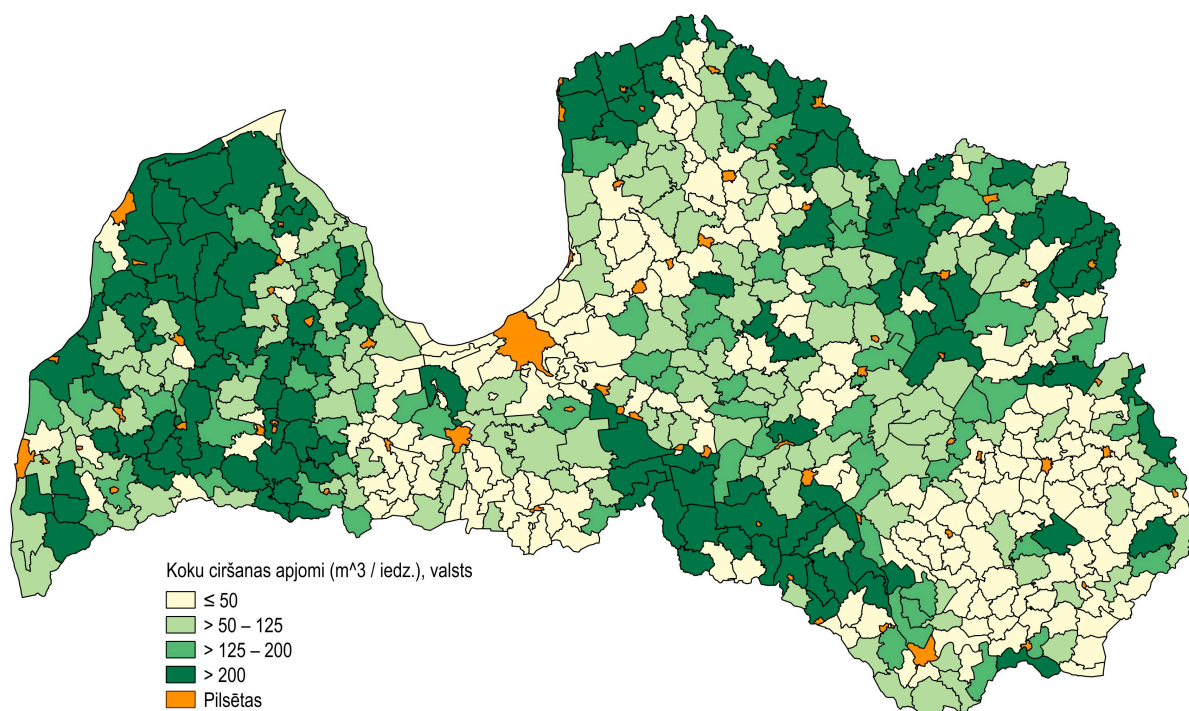 Koku ciršanas apjomi (m^3 / iedz.), valsts
≤ 50
> 50 – 125
> 125 – 200
> 200
Pilsētas